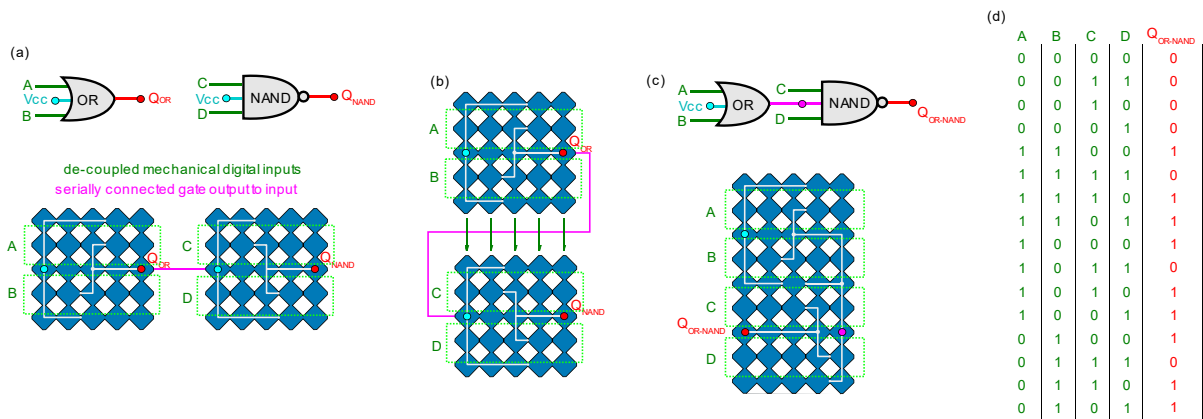 (a)
A
Vcc
B
OR
Q_OR
C
Vcc
D
NAND
Q_NAND
de-coupled mechanical digital inputs
serially connected gate output to input
A
B
Q_OR
C
D
Q_NAND
(b)
A
B
Q_OR
C
D
Q_NAND
(c)
A
Vcc
B
OR
C
D
NAND
Q_OR-NAND
A
B
C
D
Q_OR-NAND
(d)
A B C D Q_OR-NAND
0 0 0 0 0
0 0 1 1 0
0 0 1 0 0
0 0 0 1 0
1 1 0 0 1
1 1 1 1 0
1 1 1 0 1
1 1 0 1 1
1 0 0 0 1
1 0 1 1 0
1 0 1 0 1
1 0 0 1 1
0 1 0 0 1
0 1 1 1 0
0 1 1 0 1
0 1 0 1 1